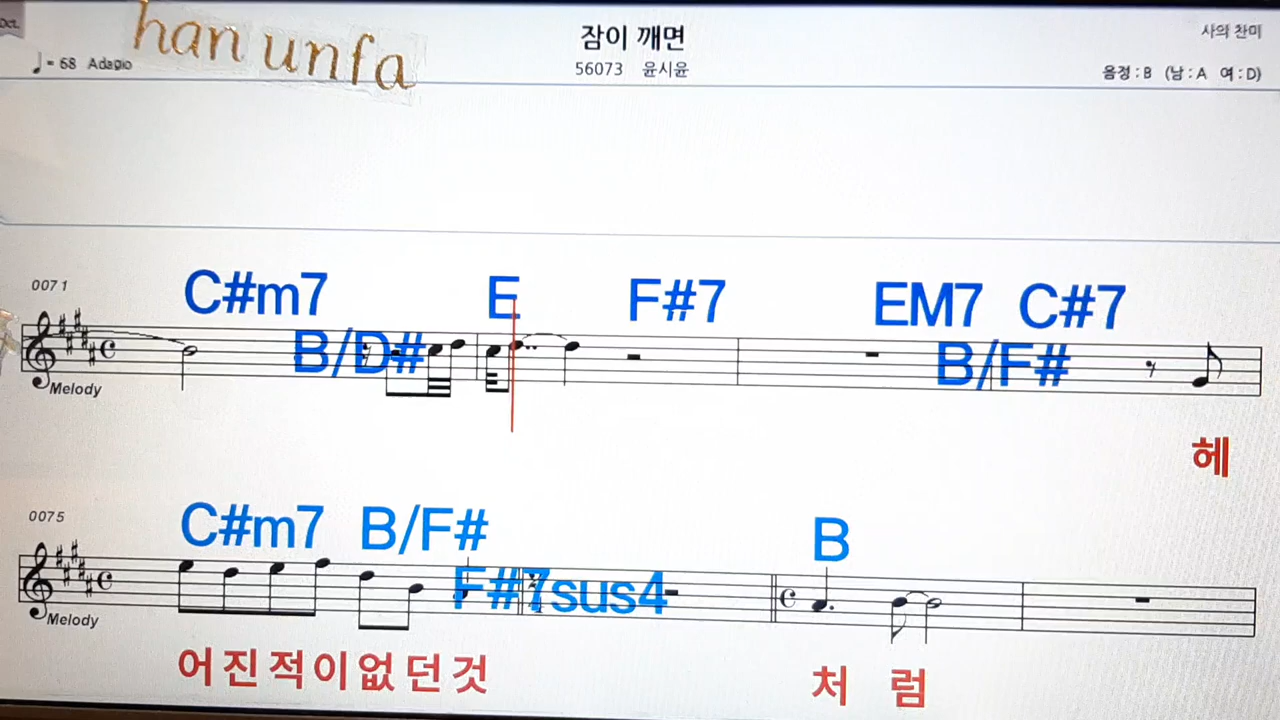 Oct.
han unfa
잠이 깨면
사의 찬미
♩= 68 Adagio
56073 윤시윤
음정 : B (남 : A 여 : D)
0071
C#m7 E F#7 EM7 C#7
B/D# B/F#
Melody
헤
0075
C#m7 B/F# B
F#7sus4
Melody
어 진 적 이 없 던 것 처 럼